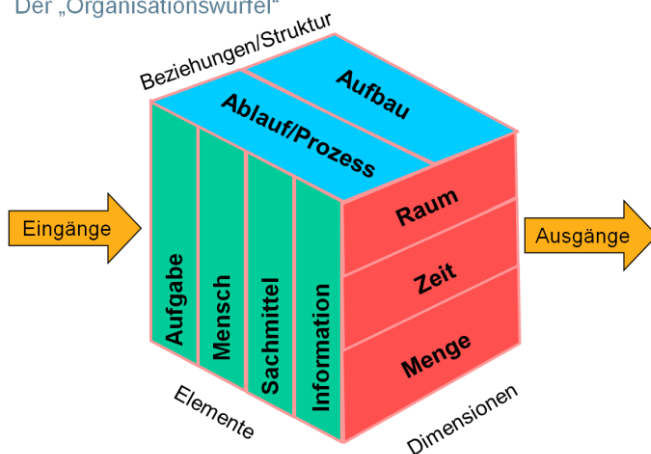 Der „Organisationswürfel“
Beziehungen/Struktur
Aufbau
Ablauf/Prozess
Eingänge
Aufgabe
Mensch
Sachmittel
Information
Raum
Zeit
Menge
Ausgänge
Elemente
Dimensionen